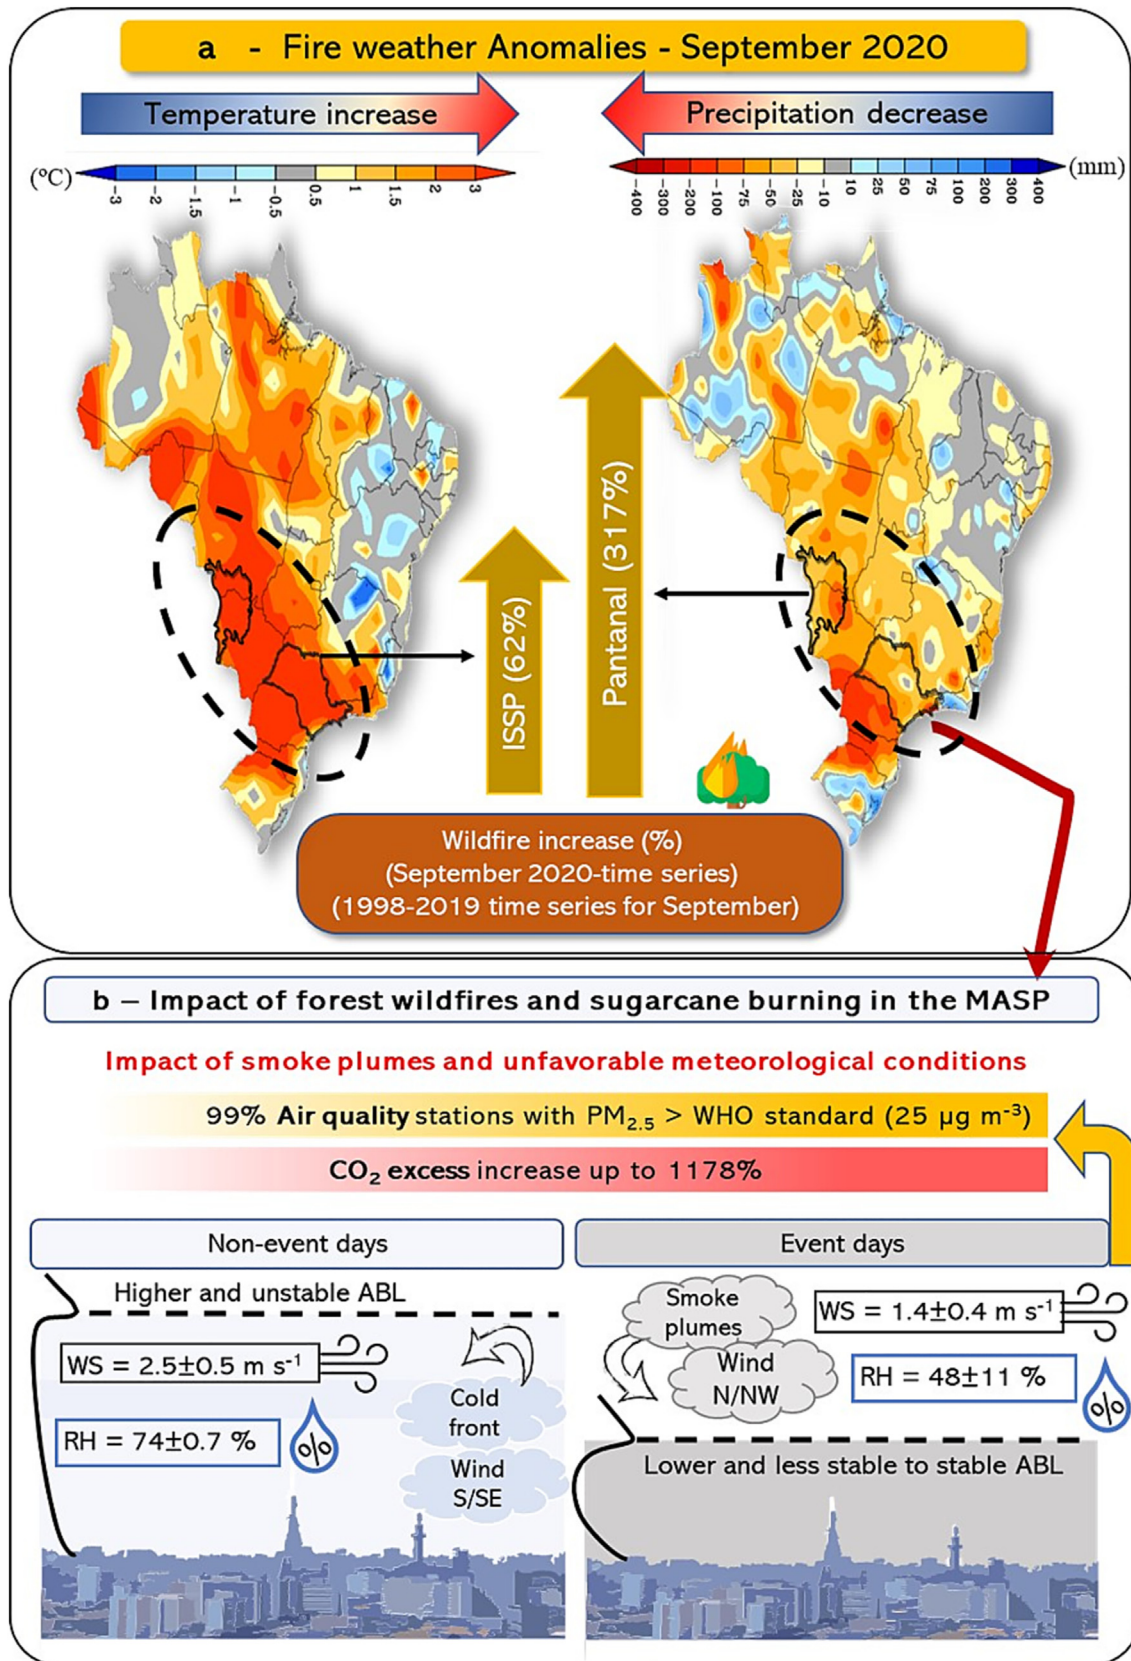 a - Fire weather Anomalies - September 2020
Temperature increase
Precipitation decrease
(ºC)
-3 -2 -1.5 -1 -0.5 0.5 1 1.5 2 3
-400 -300 -200 -100 -75 -50 -25 -10 10 25 50 75 100 200 300 400
(mm)
ISSP (62%)
Pantanal (317%)
Wildfire increase (%)
(September 2020-time series)
(1998-2019 time series for September)
b – Impact of forest wildfires and sugarcane burning in the MASP
Impact of smoke plumes and unfavorable meteorological conditions
99% Air quality stations with PM₂.₅ > WHO standard (25 µg m⁻³)
CO₂ excess increase up to 1178%
Non-event days
Higher and unstable ABL
WS = 2.5±0.5 m s⁻¹
RH = 74±0.7 %
%
Cold
front
Wind
S/SE
Event days
Smoke
plumes
Wind
N/NW
WS = 1.4±0.4 m s⁻¹
RH = 48±11 %
%
Lower and less stable to stable ABL